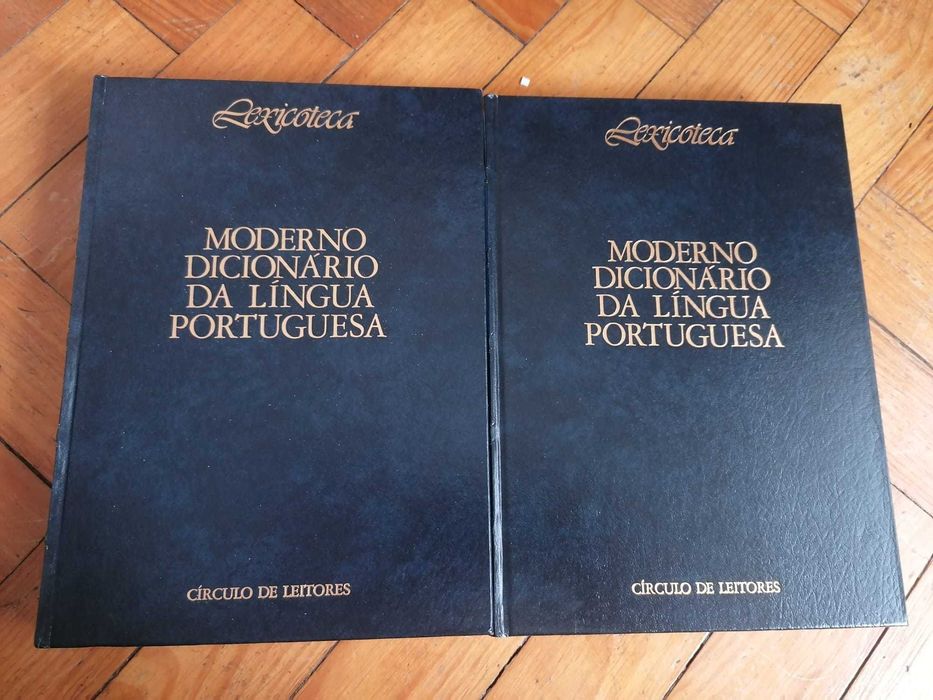 Lexicoteca
MODERNO
DICIONÁRIO
DA LÍNGUA
PORTUGUESA
CÍRCULO DE LEITORES
Lexicoteca
MODERNO
DICIONÁRIO
DA LÍNGUA
PORTUGUESA
CÍRCULO DE LEITORES